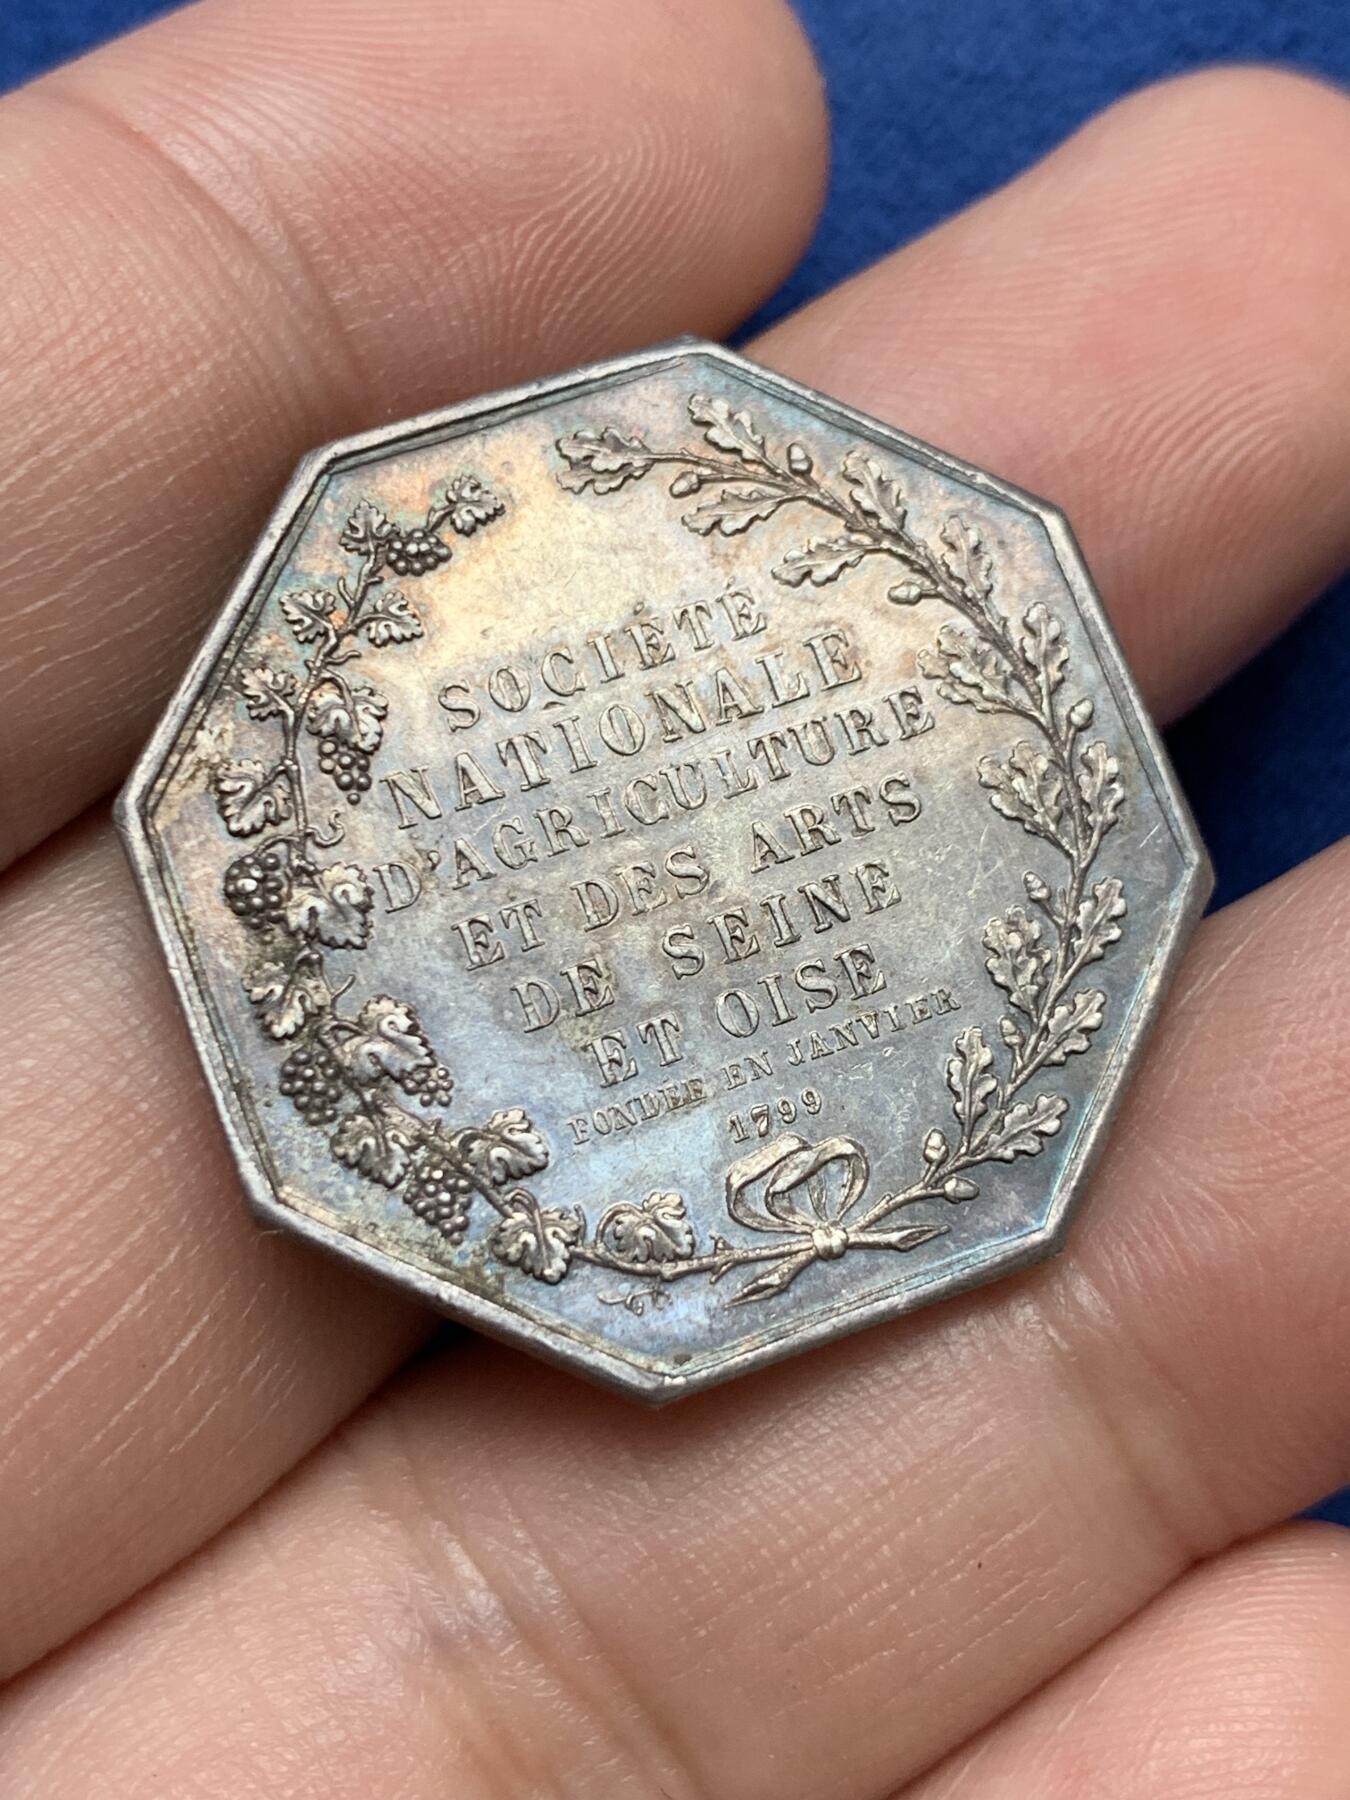 SOCIÉTÉ
NATIONALE
D'AGRICULTURE
ET DES ARTS
DE SEINE
ET OISE
FONDÉE EN JANVIER
1799